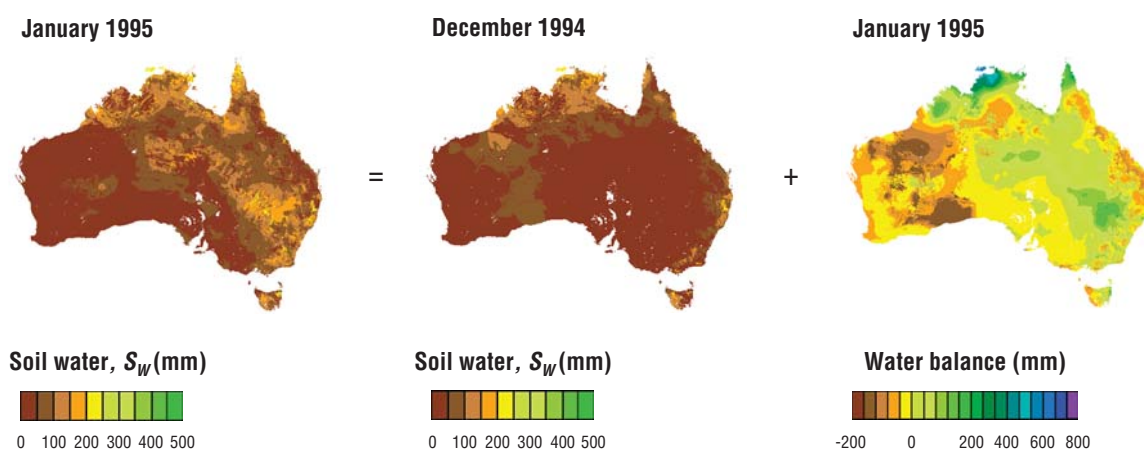 January 1995
December 1994
January 1995
=
+
Soil water, S_W (mm)
0 100 200 300 400 500
Soil water, S_W (mm)
0 100 200 300 400 500
Water balance (mm)
-200 0 200 400 600 800